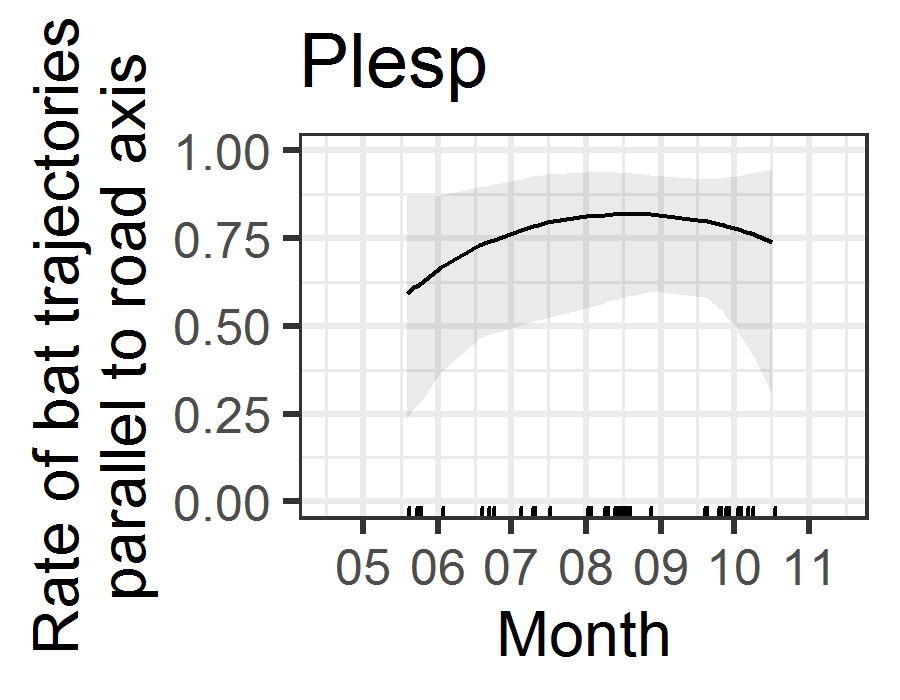 Plesp
Rate of bat trajectories
parallel to road axis
1.00
0.75
0.50
0.25
0.00
05 06 07 08 09 10 11
Month